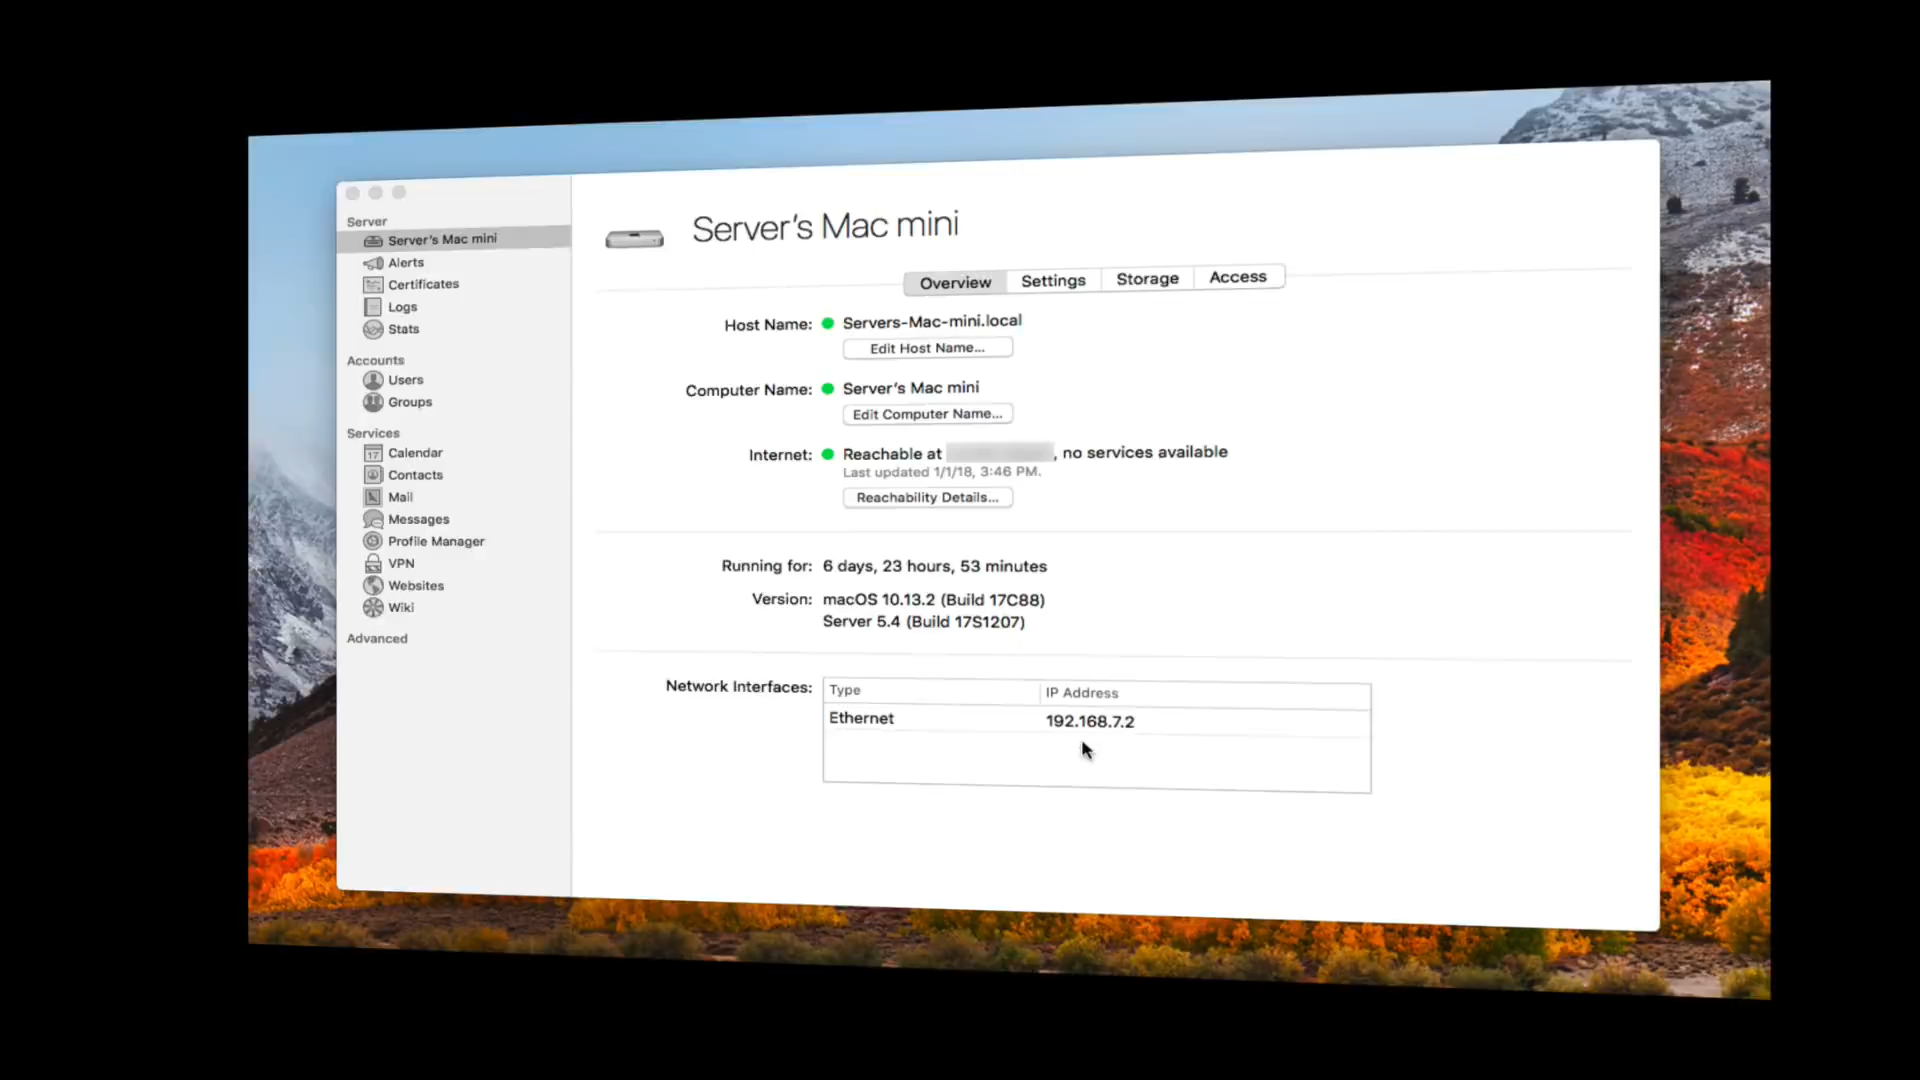 Server
Server's Mac mini
Alerts
Certificates
Logs
Stats
Accounts
Users
Groups
Services
17
Calendar
Contacts
Mail
Messages
Profile Manager
VPN
Websites
Wiki
Advanced
Server's Mac mini
Overview Settings Storage Access
Host Name: Servers-Mac-mini.local
Edit Host Name...
Computer Name: Server's Mac mini
Edit Computer Name...
Internet: Reachable at , no services available
Last updated 1/1/18, 3:46 PM.
Reachability Details...
Running for: 6 days, 23 hours, 53 minutes
Version: macOS 10.13.2 (Build 17C88)
Server 5.4 (Build 17S1207)
Network Interfaces: Type IP Address
Ethernet 192.168.7.2